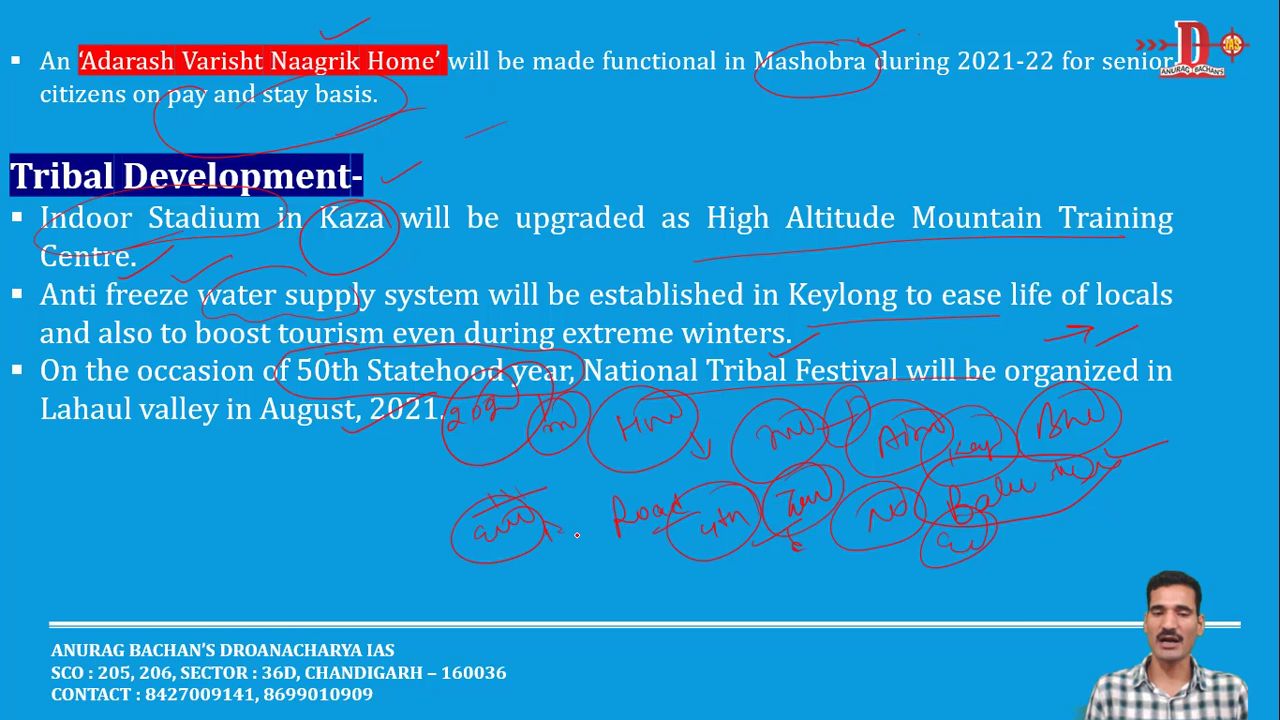 ▪ An ‘Adarash Varisht Naagrik Home’ will be made functional in Mashobra during 2021-22 for senior
citizens on pay and stay basis.
D
IAS
ANURAG BACHAN'S
Tribal Development-
▪ Indoor Stadium in Kaza will be upgraded as High Altitude Mountain Training
Centre.
▪ Anti freeze water supply system will be established in Keylong to ease life of locals
and also to boost tourism even during extreme winters.
▪ On the occasion of 50th Statehood year, National Tribal Festival will be organized in
Lahaul valley in August, 2021.
Road
ANURAG BACHAN’S DROANACHARYA IAS
SCO : 205, 206, SECTOR : 36D, CHANDIGARH – 160036
CONTACT : 8427009141, 8699010909